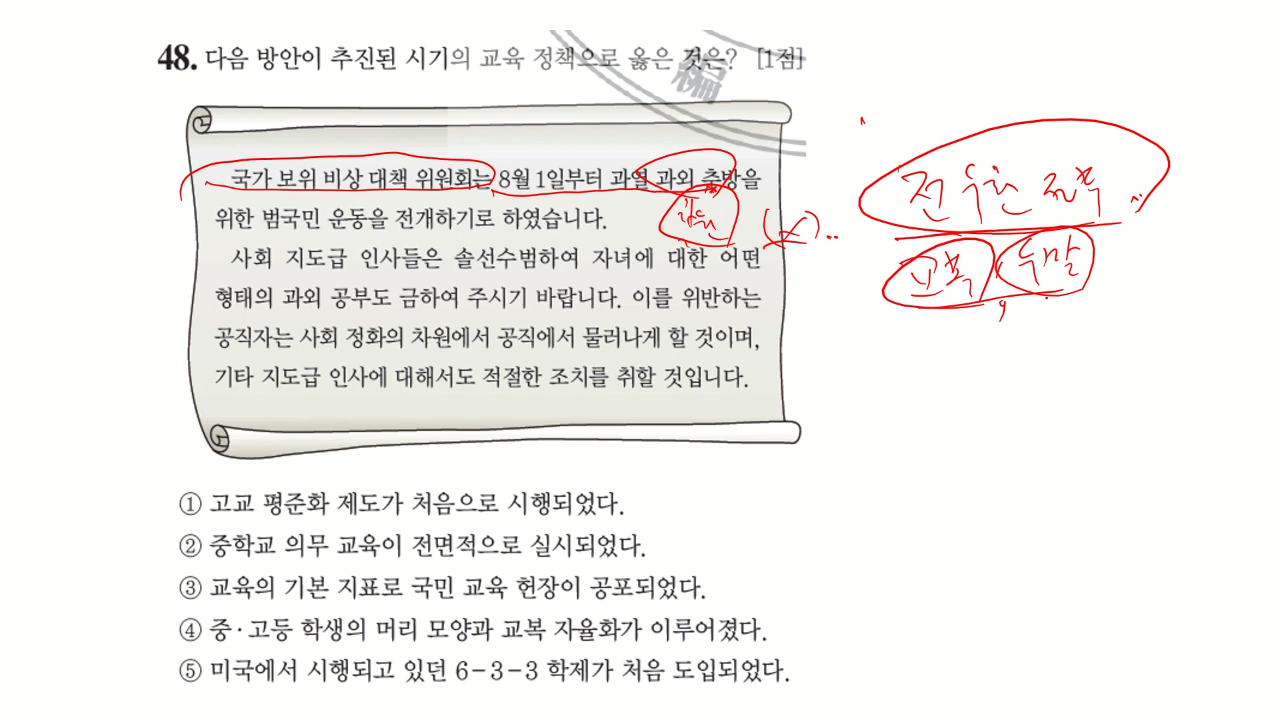 48. 다음 방안이 추진된 시기의 교육 정책으로 옳은 것은? [1점]
編
국가 보위 비상 대책 위원회는 8월 1일부터 과열 과외 추방을
위한 범국민 운동을 전개하기로 하였습니다.
사회 지도급 인사들은 솔선수범하여 자녀에 대한 어떤
형태의 과외 공부도 금하여 주시기 바랍니다. 이를 위반하는
공직자는 사회 정화의 차원에서 공직에서 물러나게 할 것이며,
기타 지도급 인사에 대해서도 적절한 조치를 취할 것입니다.
전두환 정부
교복 두발
① 고교 평준화 제도가 처음으로 시행되었다.
② 중학교 의무 교육이 전면적으로 실시되었다.
③ 교육의 기본 지표로 국민 교육 헌장이 공포되었다.
④ 중·고등 학생의 머리 모양과 교복 자율화가 이루어졌다.
⑤ 미국에서 시행되고 있던 6-3-3 학제가 처음 도입되었다.